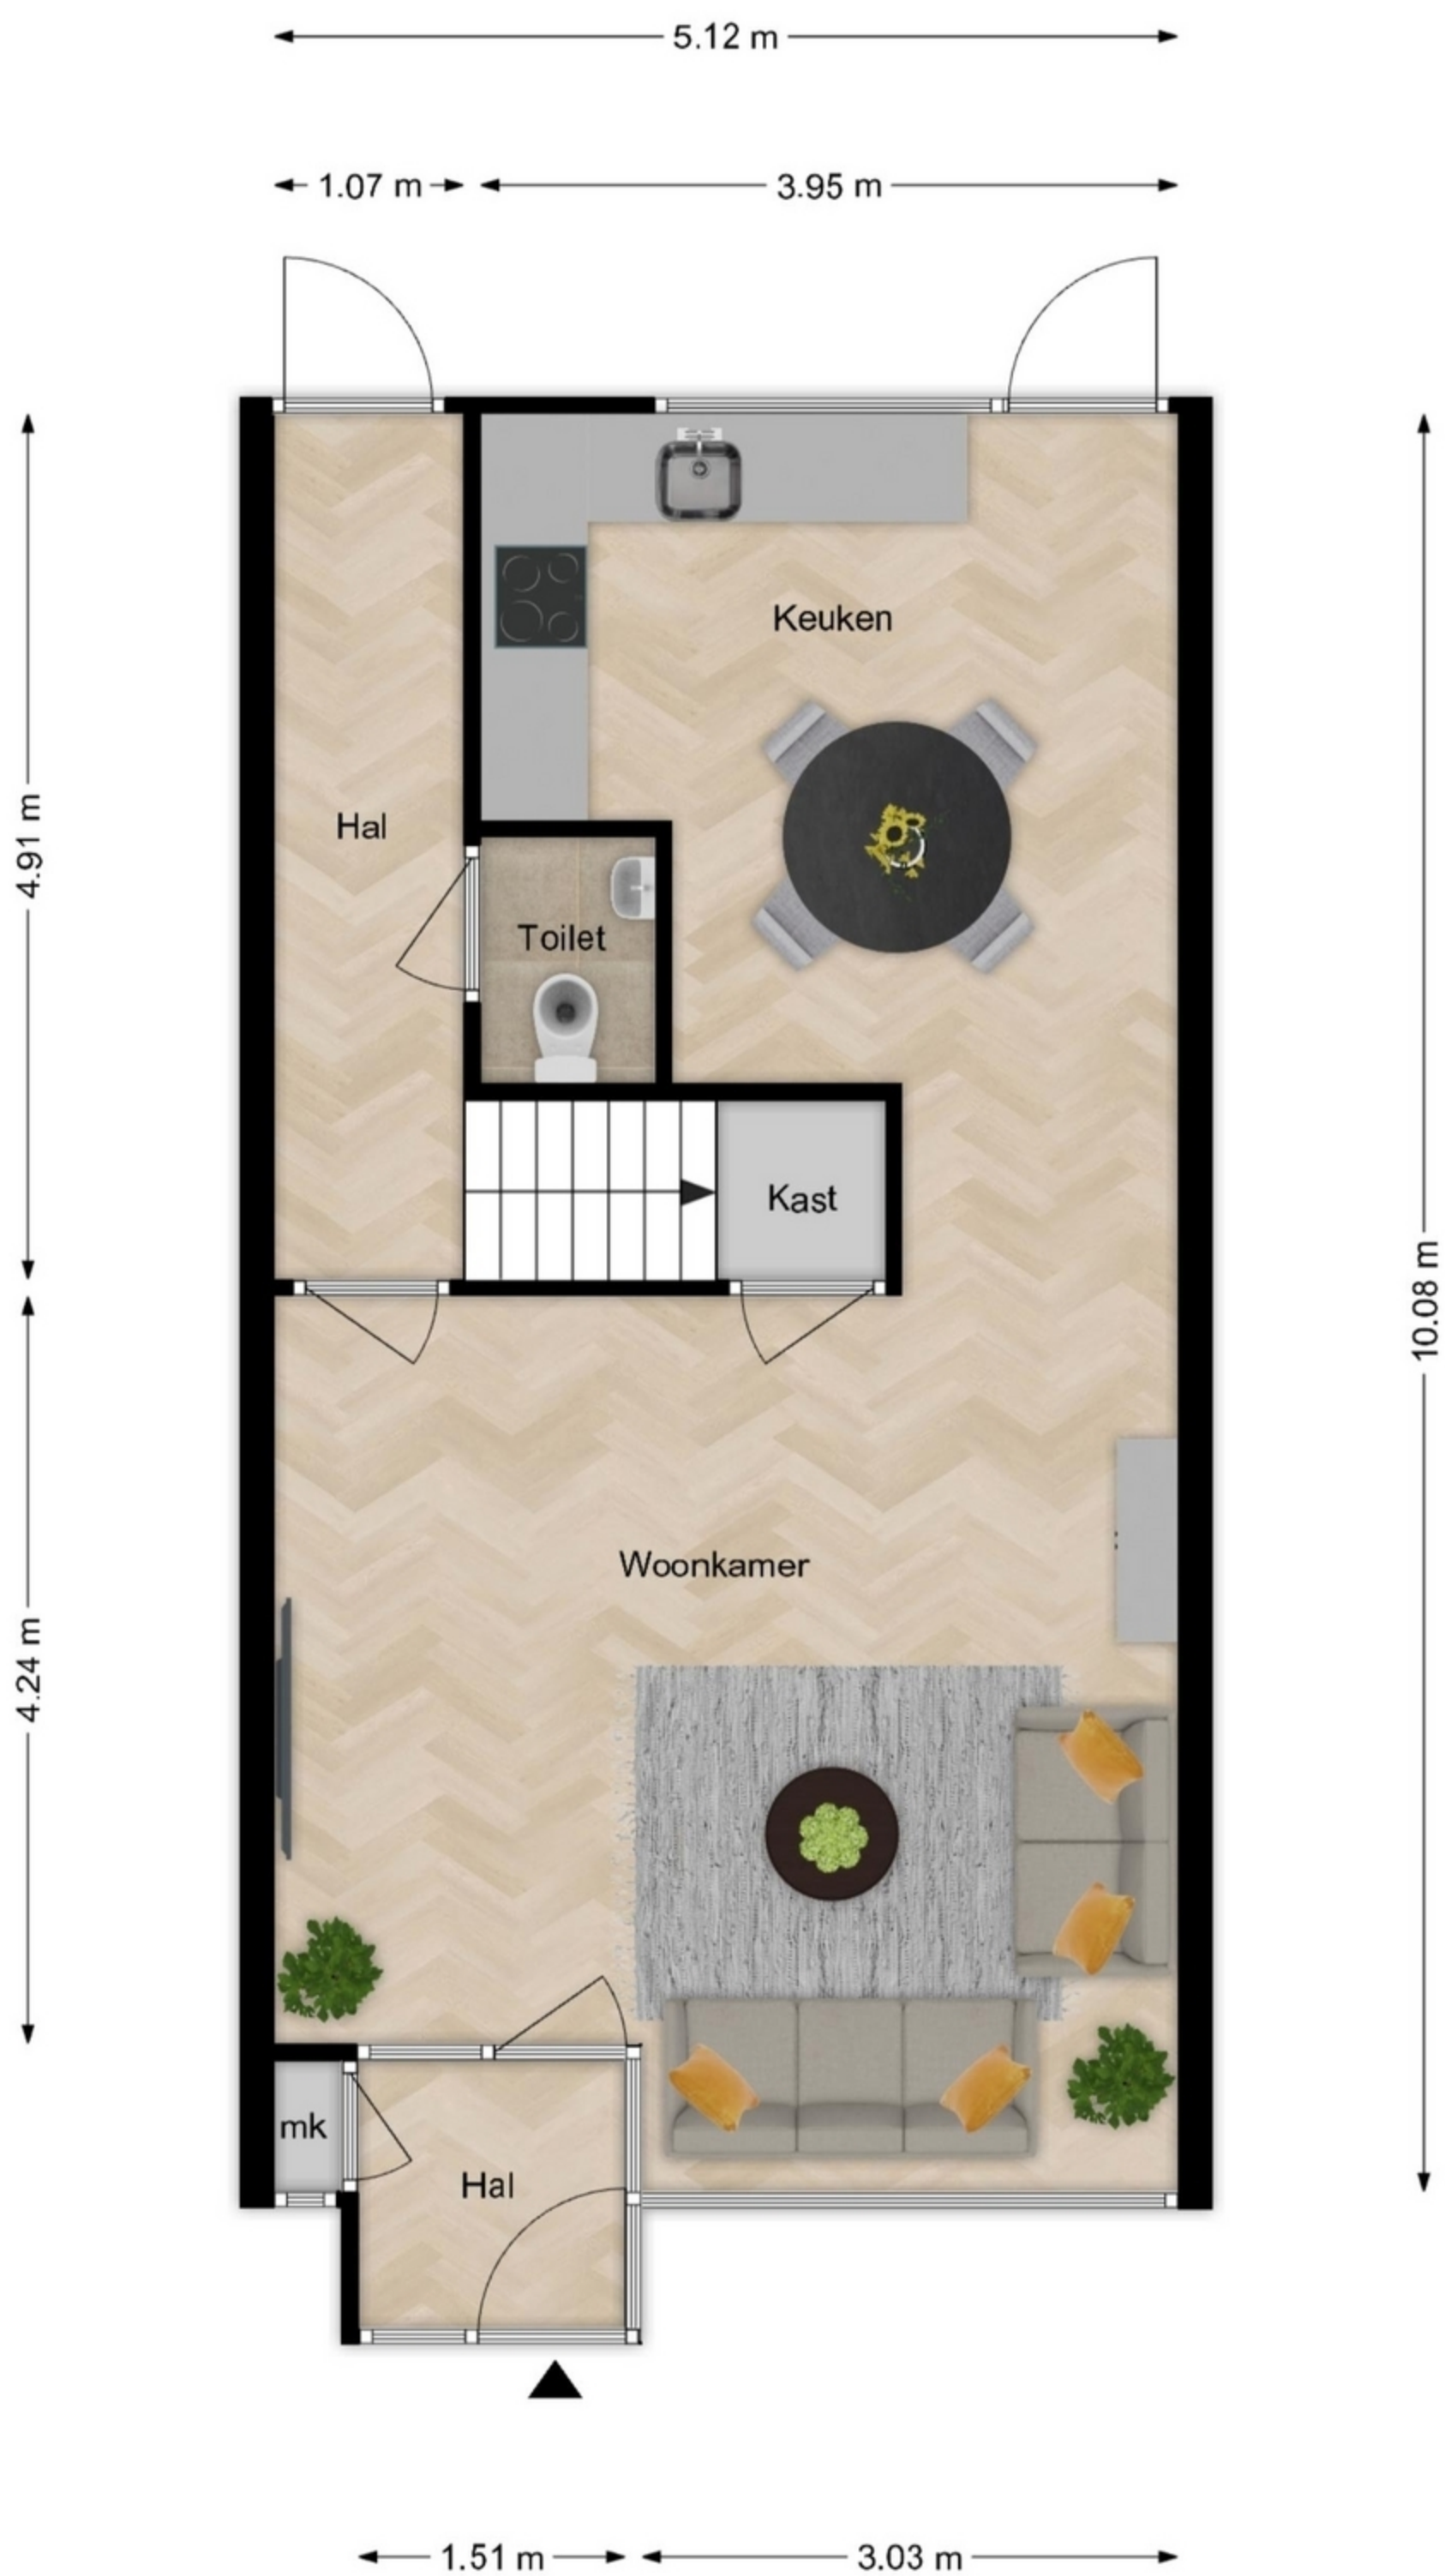 5.12 m
1.07 m
3.95 m
Keuken
Hal
4.91 m
Toilet
Kast
10.08 m
Woonkamer
4.24 m
mk
Hal
1.51 m
3.03 m